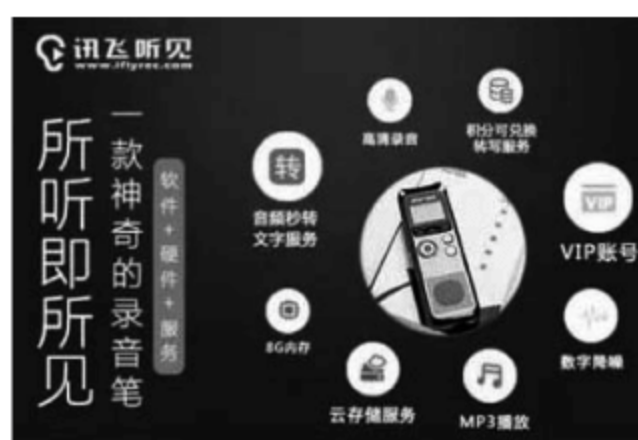 讯飞听见
www.iflyrec.com
所听即所见
一款神奇的录音笔
软件+硬件+服务
高清录音
积分可兑换
转写服务
转
音频秒转
文字服务
VIP
VIP账号
8G内存
数字降噪
云存储服务
MP3播放